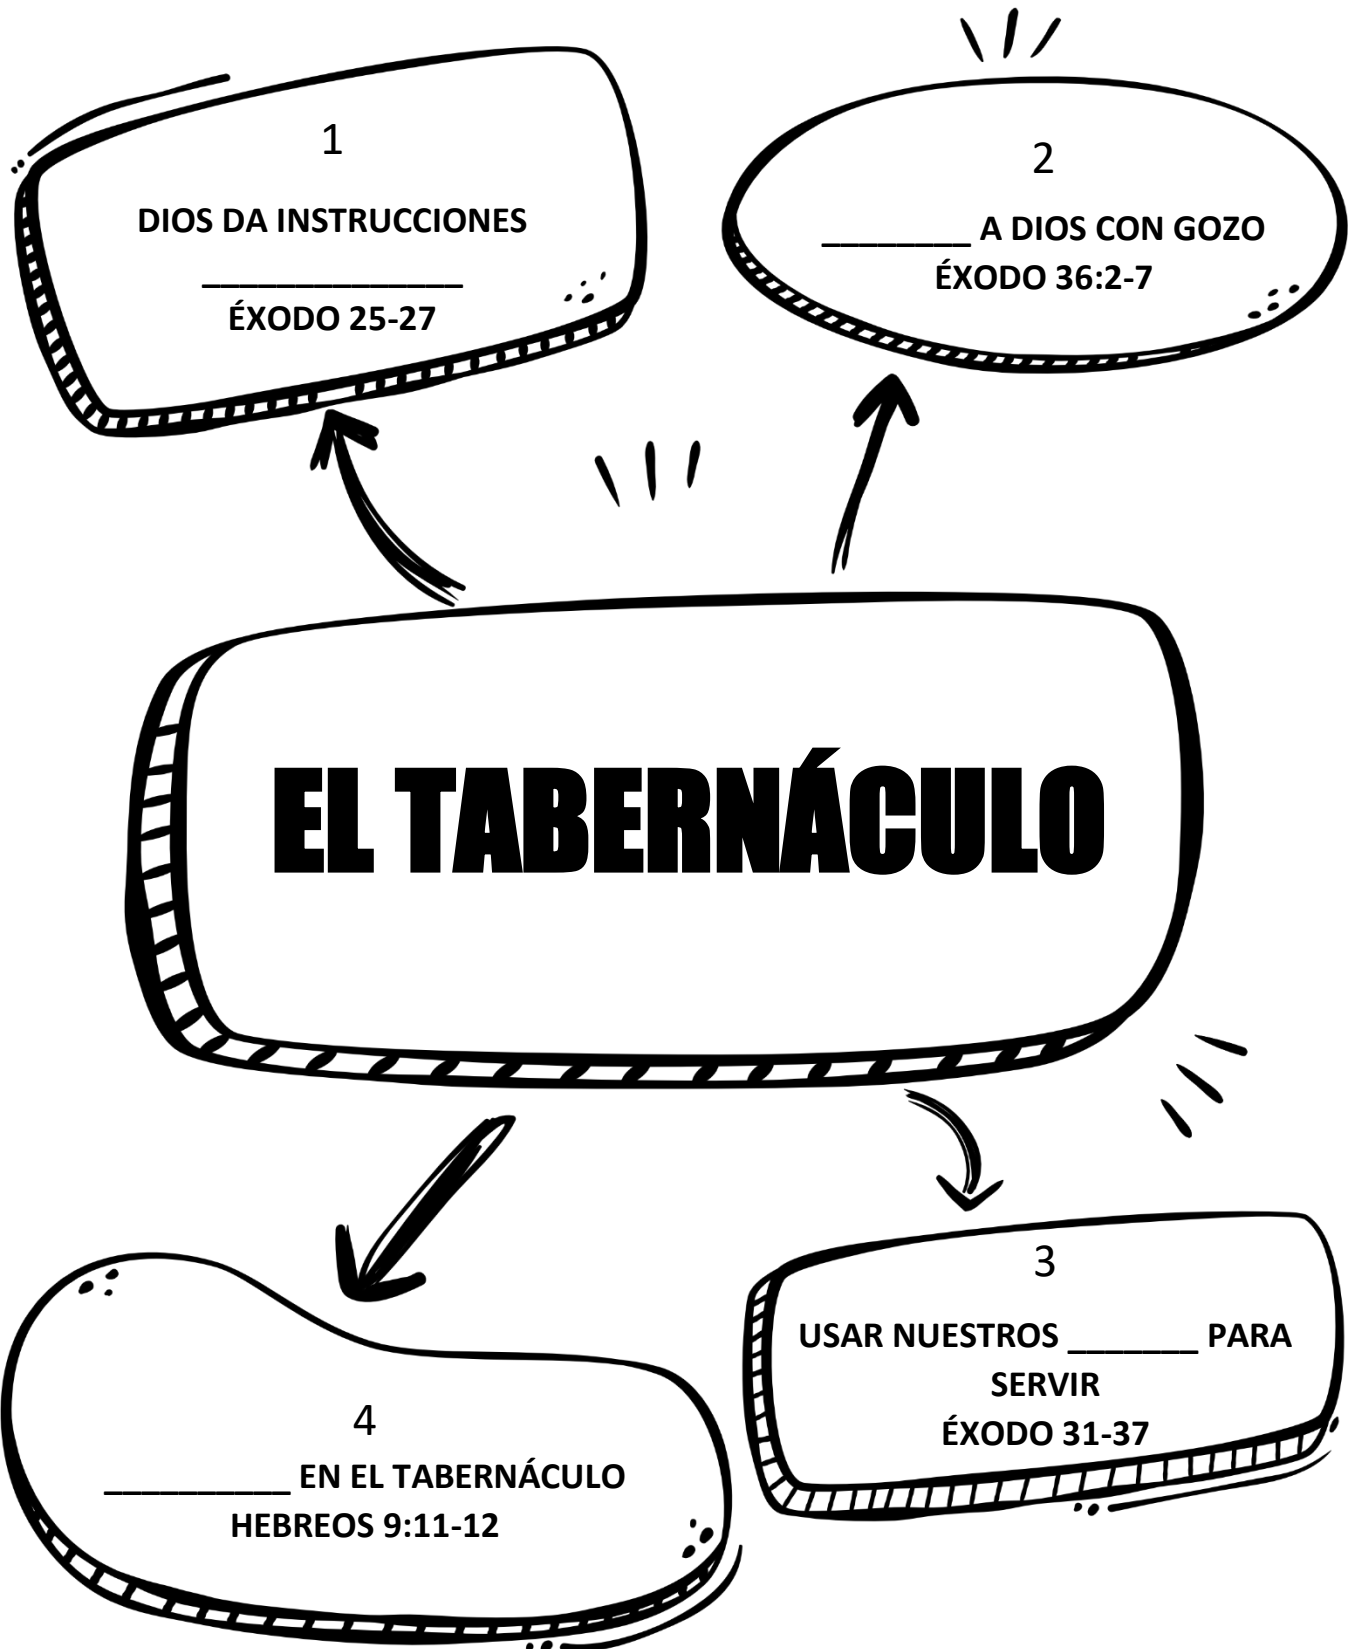 1
DIOS DA INSTRUCCIONES
______________
ÉXODO 25-27
2
________ A DIOS CON GOZO
ÉXODO 36:2-7
EL TABERNÁCULO
3
USAR NUESTROS _______ PARA
SERVIR
ÉXODO 31-37
4
__________ EN EL TABERNÁCULO
HEBREOS 9:11-12